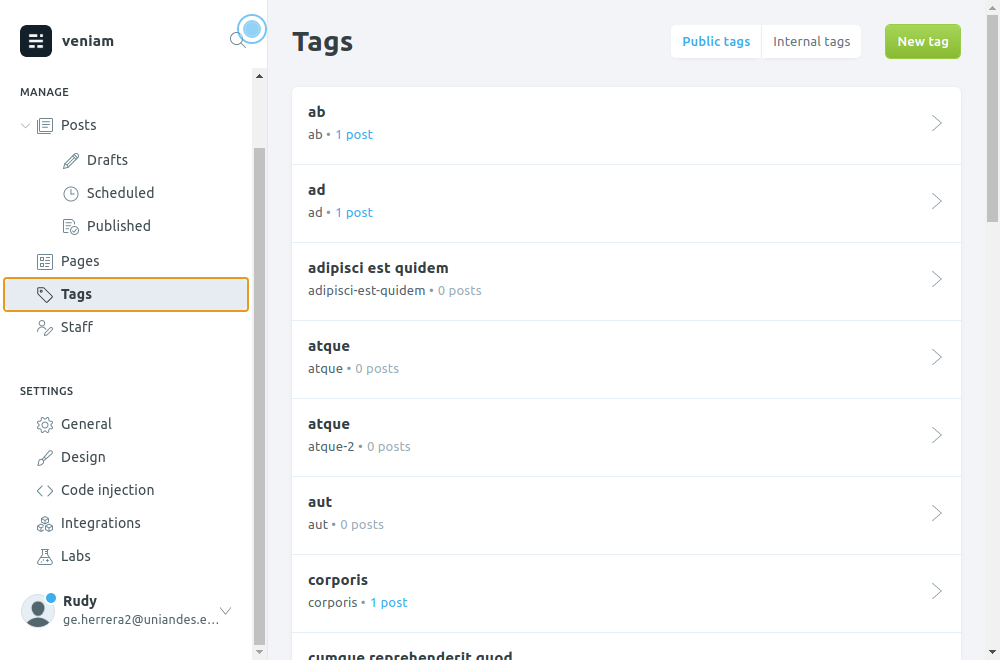 veniam
MANAGE
Posts
Drafts
Scheduled
Published
Pages
Tags
Staff
SETTINGS
General
Design
Code injection
Integrations
Labs
Rudy
ge.herrera2@uniandes.e...
Tags
Public tags
Internal tags
New tag
ab
ab • 1 post
ad
ad • 1 post
adipisci est quidem
adipisci-est-quidem • 0 posts
atque
atque • 0 posts
atque
atque-2 • 0 posts
aut
aut • 0 posts
corporis
corporis • 1 post
cumque reprehenderit quod